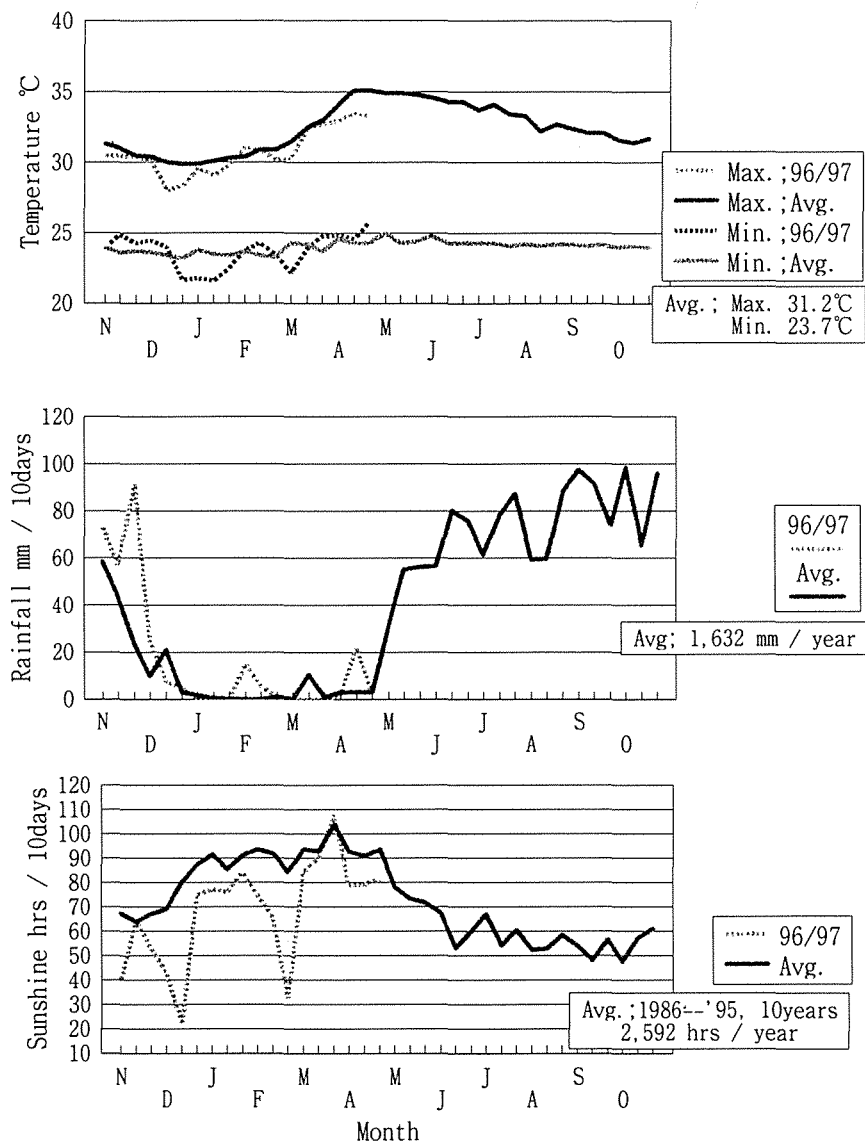 Temperature ℃
40
35
30
25
20
N D J F M A M J J A S O
Max.;96/97
Max.;Avg.
Min.;96/97
Min.;Avg.
Avg.; Max. 31.2℃
Min. 23.7℃
Rainfall mm / 10days
120
100
80
60
40
20
0
N D J F M A M J J A S O
96/97
Avg.
Avg; 1,632 mm / year
Sunshine hrs / 10days
120
110
100
90
80
70
60
50
40
30
20
10
N D J F M A M J J A S O
Month
96/97
Avg.
Avg.;1986--'95, 10years
2,592 hrs / year